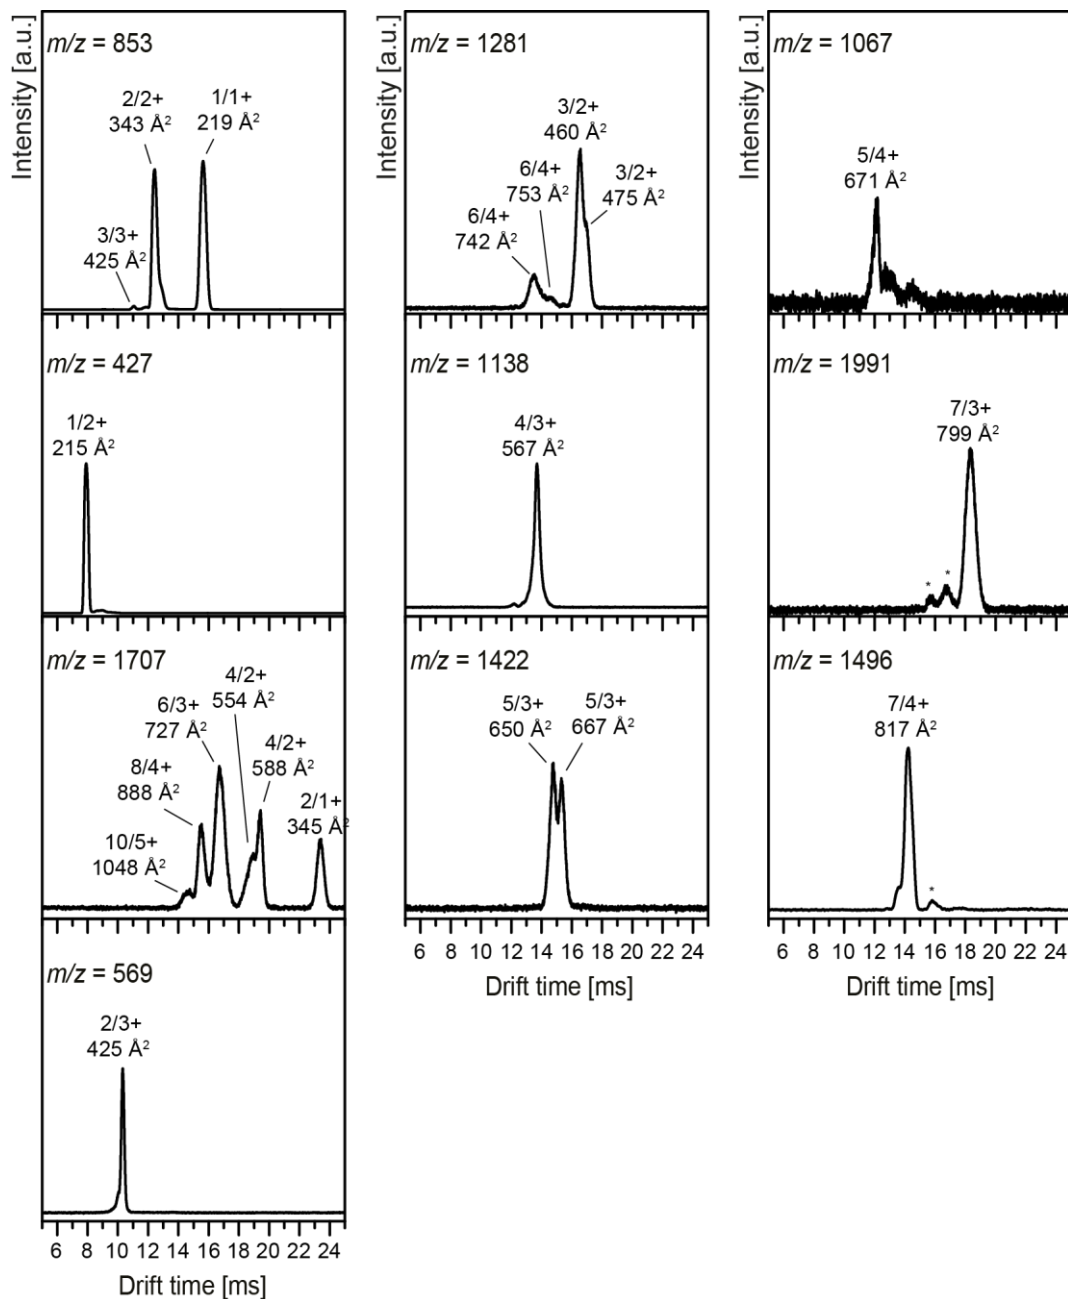 Intensity [a.u.]
m/z = 853
2/2+
343 Å²
1/1+
219 Å²
3/3+
425 Å²
m/z = 427
1/2+
215 Å²
m/z = 1707
4/2+
554 Å²
6/3+
727 Å²
4/2+
588 Å²
8/4+
888 Å²
2/1+
345 Å²
10/5+
1048 Å²
m/z = 569
2/3+
425 Å²
6 8 10 12 14 16 18 20 22 24
Drift time [ms]
Intensity [a.u.]
m/z = 1281
3/2+
460 Å²
6/4+
753 Å²
3/2+
475 Å²
6/4+
742 Å²
m/z = 1138
4/3+
567 Å²
m/z = 1422
5/3+
650 Å²
5/3+
667 Å²
6 8 10 12 14 16 18 20 22 24
Drift time [ms]
Intensity [a.u.]
m/z = 1067
5/4+
671 Å²
m/z = 1991
7/3+
799 Å²
* *
m/z = 1496
7/4+
817 Å²
*
6 8 10 12 14 16 18 20 22 24
Drift time [ms]